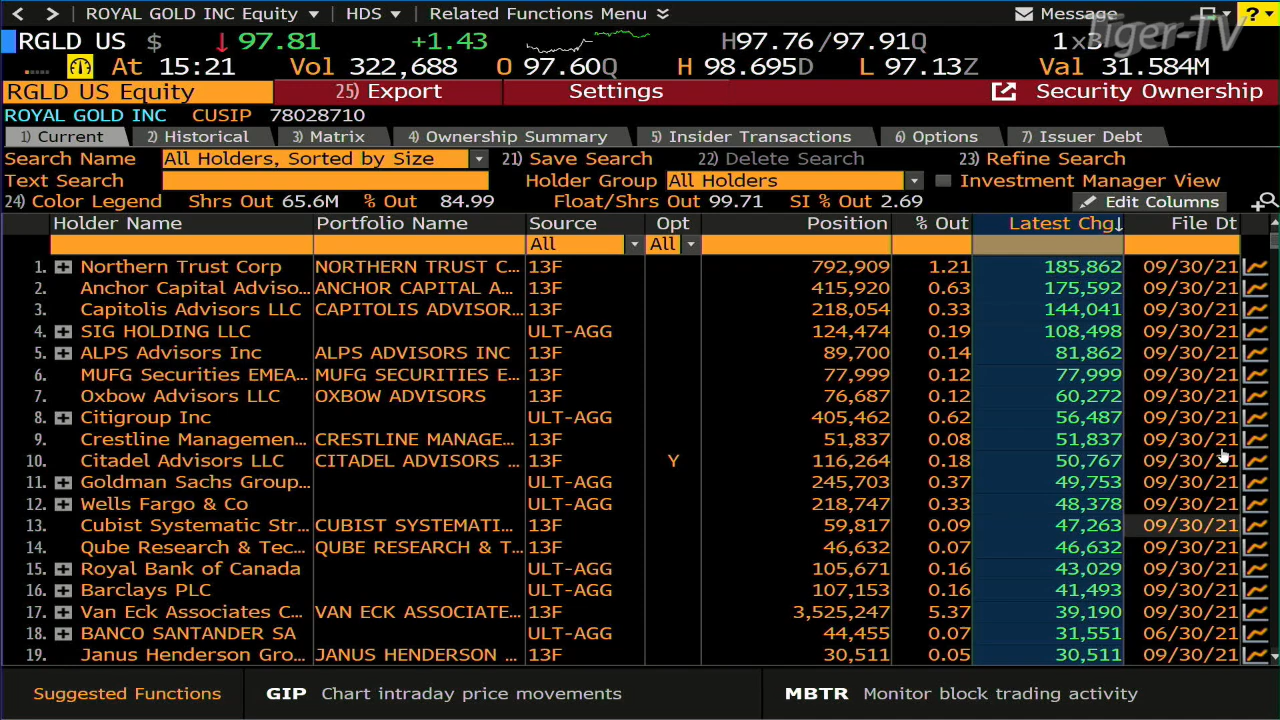 < > ROYAL GOLD INC Equity HDS Related Functions Menu Message ?
Tiger-TV
RGLD US $ ↓97.81 +1.43 H97.76/97.91Q 1x3
At 15:21 Vol 322,688 O 97.60Q H 98.695D L 97.13Z Val 31.584M
RGLD US Equity 25) Export Settings Security Ownership
ROYAL GOLD INC CUSIP 78028710
1) Current 2) Historical 3) Matrix 4) Ownership Summary 5) Insider Transactions 6) Options 7) Issuer Debt
Search Name All Holders, Sorted by Size 21) Save Search 22) Delete Search 23) Refine Search
Text Search Holder Group All Holders Investment Manager View
24) Color Legend Shrs Out 65.6M % Out 84.99 Float/Shrs Out 99.71 SI % Out 2.69 Edit Columns
Holder Name Portfolio Name Source Opt Position % Out Latest Chg↓ File Dt
All All
1. Northern Trust Corp NORTHERN TRUST C... 13F 792,909 1.21 185,862 09/30/21
2. Anchor Capital Adviso... ANCHOR CAPITAL A... 13F 415,920 0.63 175,592 09/30/21
3. Capitolis Advisors LLC CAPITOLIS ADVISOR... 13F 218,054 0.33 144,041 09/30/21
4. SIG HOLDING LLC ULT-AGG 124,474 0.19 108,498 09/30/21
5. ALPS Advisors Inc ALPS ADVISORS INC 13F 89,700 0.14 81,862 09/30/21
6. MUFG Securities EMEA... MUFG SECURITIES E... 13F 77,999 0.12 77,999 09/30/21
7. Oxbow Advisors LLC OXBOW ADVISORS 13F 76,687 0.12 60,272 09/30/21
8. Citigroup Inc ULT-AGG 405,462 0.62 56,487 09/30/21
9. Crestline Managemen... CRESTLINE MANAGE... 13F 51,837 0.08 51,837 09/30/21
10. Citadel Advisors LLC CITADEL ADVISORS ... 13F Y 116,264 0.18 50,767 09/30/21
11. Goldman Sachs Group... ULT-AGG 245,703 0.37 49,753 09/30/21
12. Wells Fargo & Co ULT-AGG 218,747 0.33 48,378 09/30/21
13. Cubist Systematic Str... CUBIST SYSTEMATI... 13F 59,817 0.09 47,263 09/30/21
14. Qube Research & Tec... QUBE RESEARCH & T... 13F 46,632 0.07 46,632 09/30/21
15. Royal Bank of Canada ULT-AGG 105,671 0.16 43,029 09/30/21
16. Barclays PLC ULT-AGG 107,153 0.16 41,493 09/30/21
17. Van Eck Associates C... VAN ECK ASSOCIATE... 13F 3,525,247 5.37 39,190 09/30/21
18. BANCO SANTANDER SA ULT-AGG 44,455 0.07 31,551 06/30/21
19. Janus Henderson Gro... JANUS HENDERSON ... 13F 30,511 0.05 30,511 09/30/21
Suggested Functions GIP Chart intraday price movements MBTR Monitor block trading activity